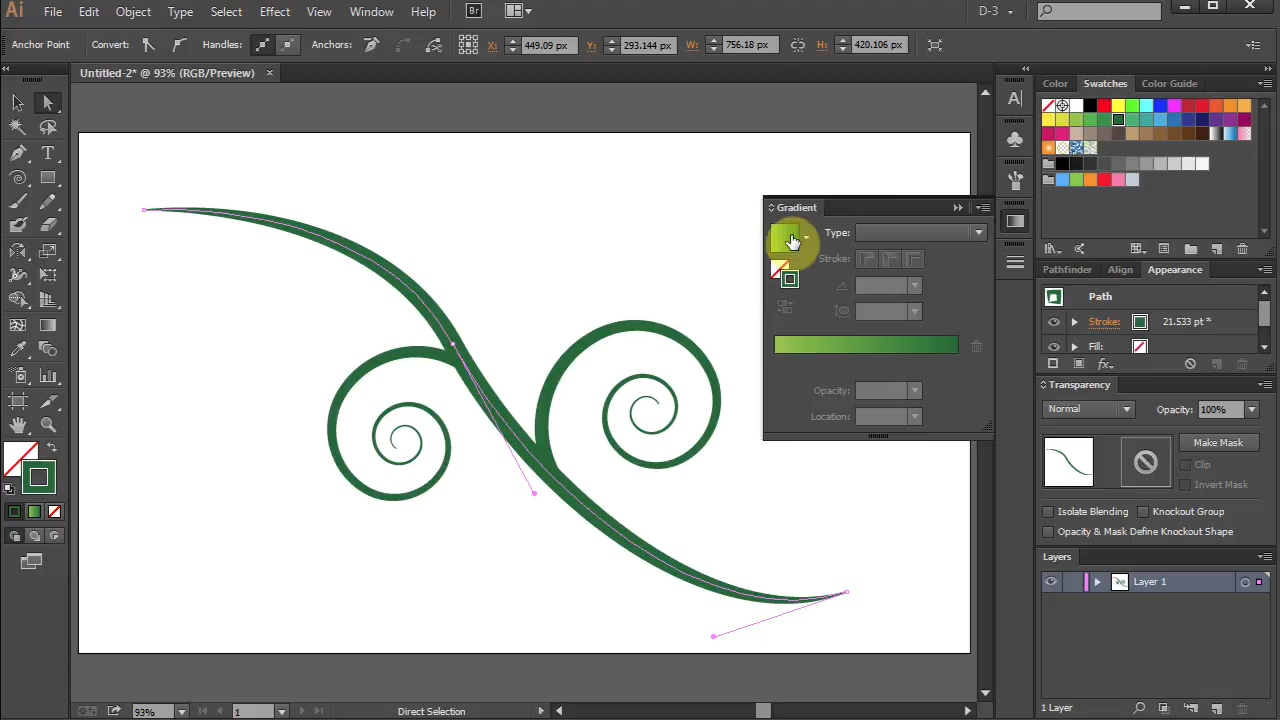 Ai File Edit Object Type Select Effect View Window Help Br D-3
Anchor Point Convert: Handles: Anchors: X: 449.09 px Y: 293.144 px W: 756.18 px H: 420.106 px
Untitled-2* @ 93% (RGB/Preview)
Color Swatches Color Guide
Gradient
Type:
Stroke:
Opacity:
Location:
Pathfinder Align Appearance
Path
Stroke: 21.533 pt *
Fill:
fx
Transparency
Normal Opacity: 100%
Make Mask
Clip
Invert Mask
Isolate Blending Knockout Group
Opacity & Mask Define Knockout Shape
Layers
Layer 1
1 Layer
93% 1 Direct Selection